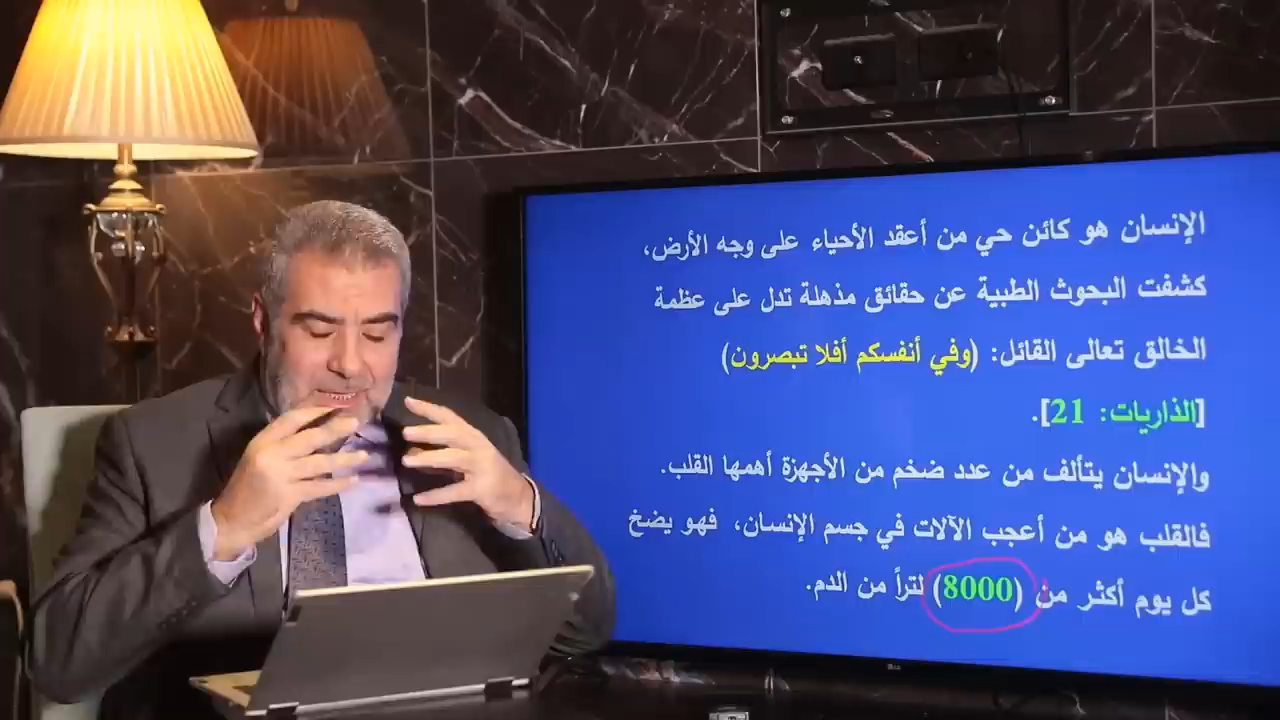 الإنسان هو كائن حي من أعقد الأحياء على وجه الأرض،
كشفت البحوث الطبية عن حقائق مذهلة تدل على عظمة
الخالق تعالى القائل: (وفي أنفسكم أفلا تبصرون)
[الذاريات: 21].
والإنسان يتألف من عدد ضخم من الأجهزة أهمها القلب.
فالقلب هو من أعجب الآلات في جسم الإنسان، فهو يضخ
كل يوم أكثر من (8000) لتراً من الدم.
LG